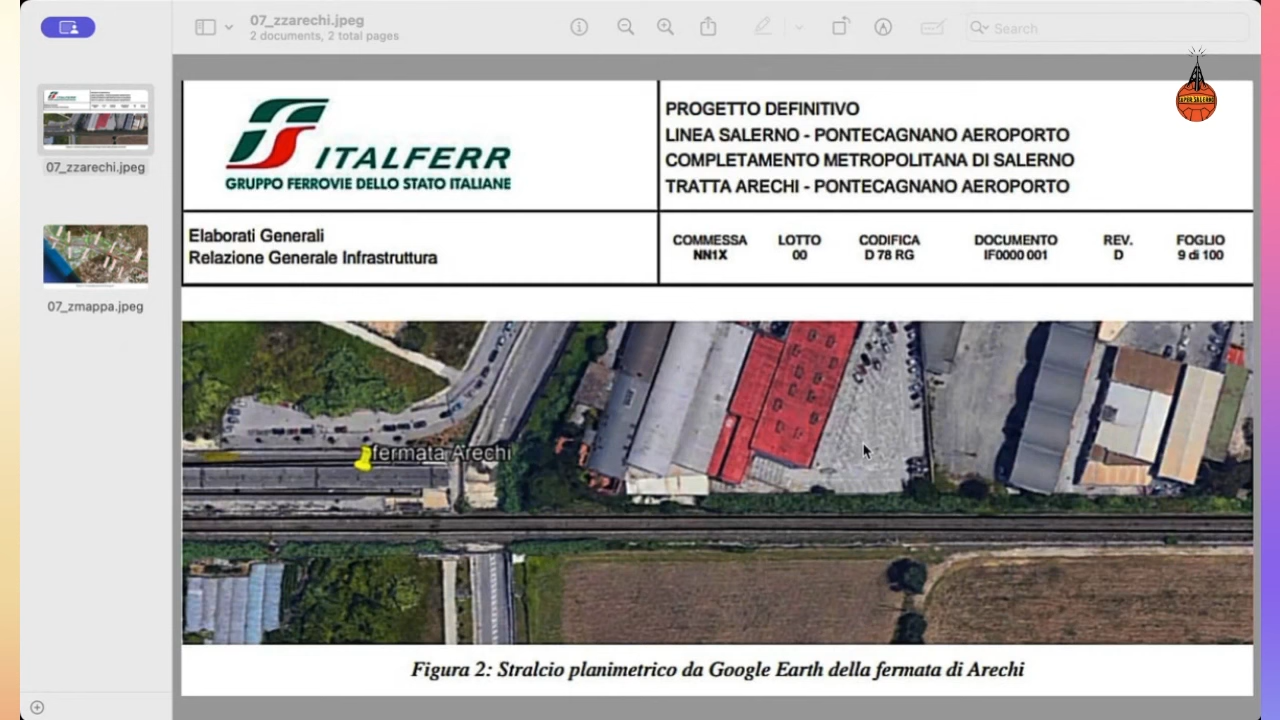 07_zzarechi.jpeg
2 documents, 2 total pages
Search
07_zzarechi.jpeg
07_zmappa.jpeg
ITALFERR
GRUPPO FERROVIE DELLO STATO ITALIANE
PROGETTO DEFINITIVO
LINEA SALERNO - PONTECAGNANO AEROPORTO
COMPLETAMENTO METROPOLITANA DI SALERNO
TRATTA ARECHI - PONTECAGNANO AEROPORTO
Elaborati Generali
Relazione Generale Infrastruttura
COMMESSA LOTTO CODIFICA DOCUMENTO REV. FOGLIO
NN1X 00 D 78 RG IF0000 001 D 9 di 100
fermata Arechi
Figura 2: Stralcio planimetrico da Google Earth della fermata di Arechi